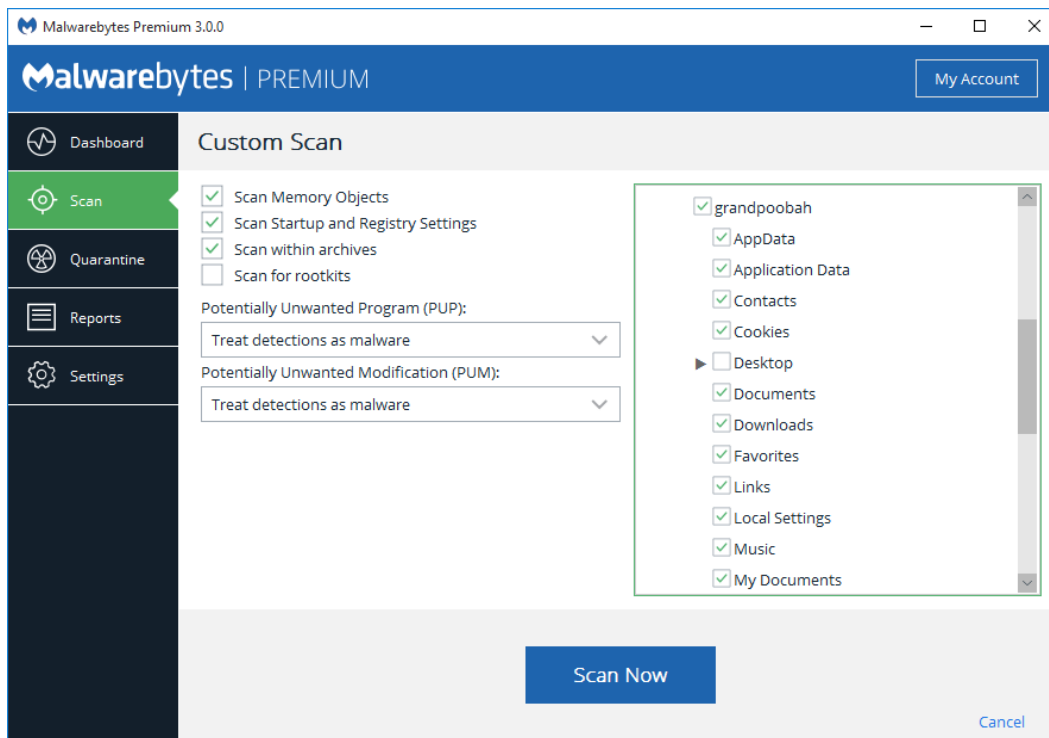 Malwarebytes Premium 3.0.0
Malwarebytes | PREMIUM
My Account
Dashboard
Scan
Quarantine
Reports
Settings
Custom Scan
Scan Memory Objects
Scan Startup and Registry Settings
Scan within archives
Scan for rootkits
Potentially Unwanted Program (PUP):
Treat detections as malware
Potentially Unwanted Modification (PUM):
Treat detections as malware
grandpoobah
AppData
Application Data
Contacts
Cookies
Desktop
Documents
Downloads
Favorites
Links
Local Settings
Music
My Documents
Scan Now
Cancel